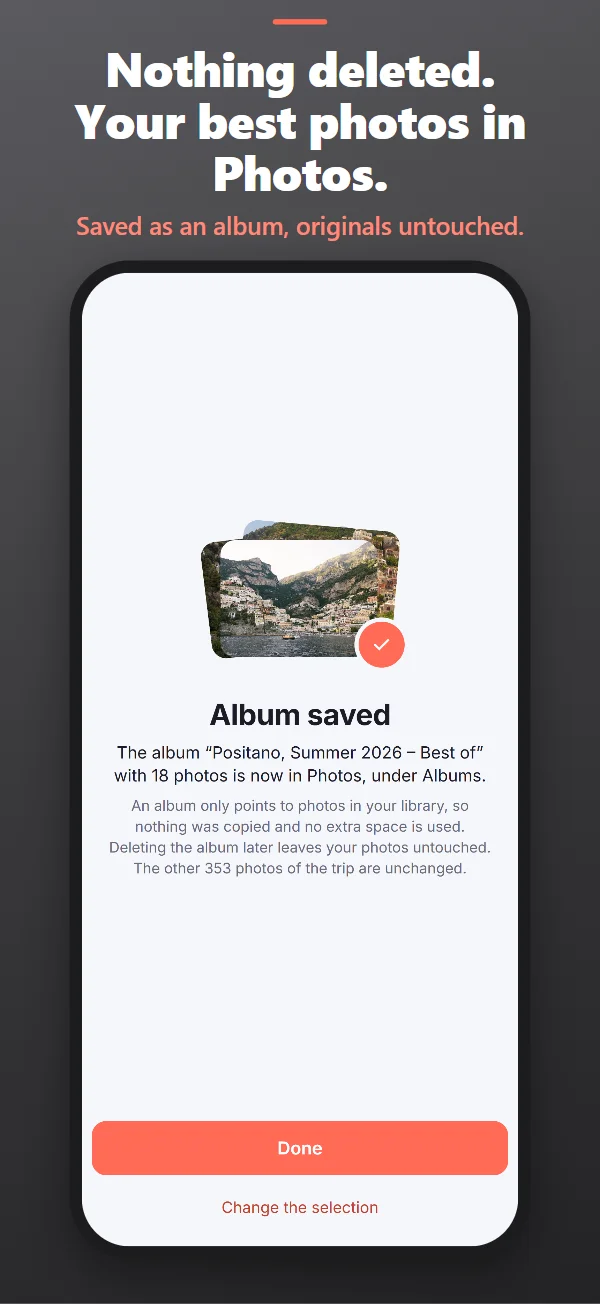 Nothing deleted.
Your best photos in
Photos.
Saved as an album, originals untouched.
Album saved
The album “Positano, Summer 2026 – Best of”
with 18 photos is now in Photos, under Albums.
An album only points to photos in your library, so
nothing was copied and no extra space is used.
Deleting the album later leaves your photos untouched.
The other 353 photos of the trip are unchanged.
Done
Change the selection